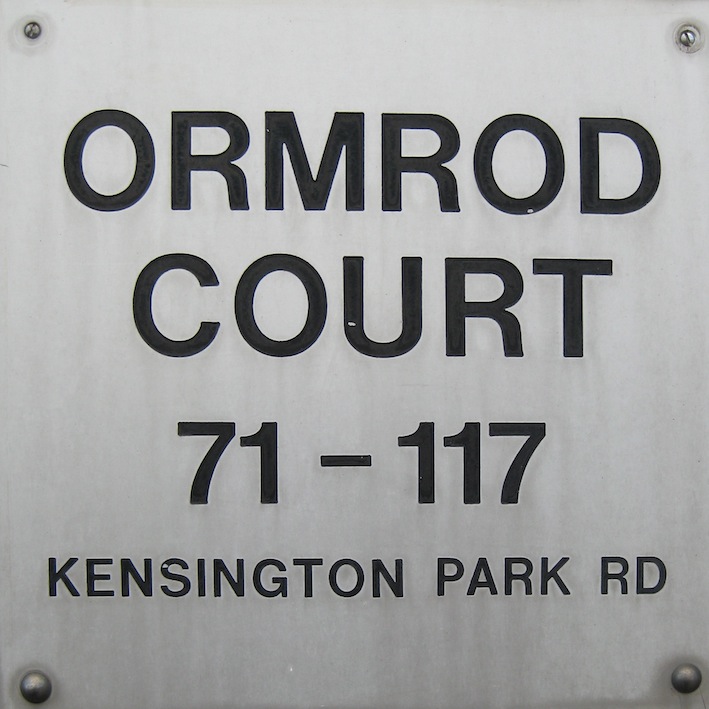 ORMROD
COURT
71 – 117
KENSINGTON PARK RD